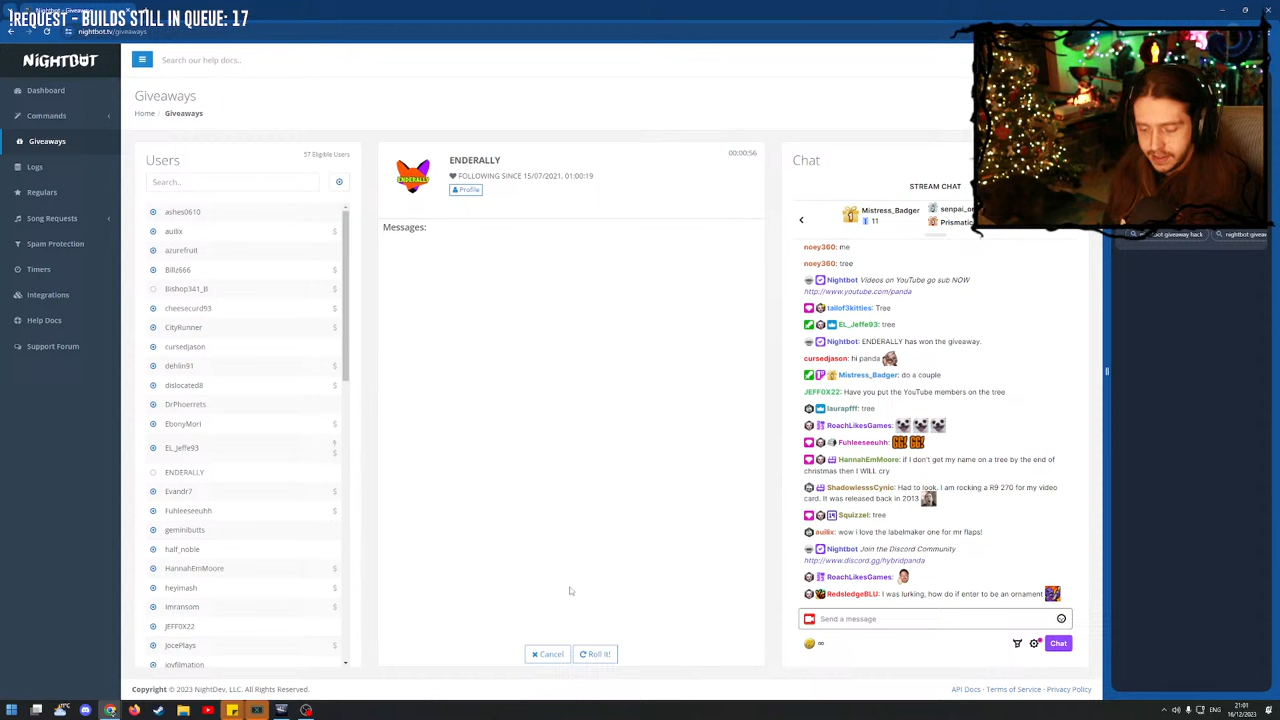 !REQUEST - BUILDS STILL IN QUEUE: 17
nightbot.tv/giveaways
NIGHTBOT
Search our help docs..
Dashboard
Commands
Giveaways
Logs
Regulars
Song Requests
Spam Protection
Timers
Integrations
Help Docs
Support Forum
Giveaways
Home / Giveaways
Users
57 Eligible Users
Search..
ashes0610
auilix
azurefruit
Billz666
Bishop341_B
cheesecurd93
CityRunner
cursedjason
dehlin91
dislocated8
DrPhoerrets
EbonyMori
EL_Jeffe93
ENDERALLY
Evandr7
Fuhleeseeuhh
geminibutts
half_noble
HannahEmMoore
heyimash
Imransom
JEFF0X22
JocePlays
joyfilmation
ENDERALLY
FOLLOWING SINCE 15/07/2021, 01:00:19
Profile
00:00:56
Messages:
Cancel
Roll It!
Chat
STREAM CHAT
Mistress_Badger
11
noey360: me
noey360: tree
Nightbot Videos on YouTube go sub NOW
http://www.youtube.com/panda
tailof3kitties: Tree
EL_Jeffe93: tree
Nightbot: ENDERALLY has won the giveaway.
cursedjason: hi panda
Mistress_Badger: do a couple
JEFF0X22: Have you put the YouTube members on the tree
laurapfff: tree
RoachLikesGames:
Fuhleeseeuhh:
HannahEmMoore: if I don't get my name on a tree by the end of
christmas then I WILL cry
ShadowlesssCynic: Had to look. I am rocking a R9 270 for my video
card. It was released back in 2013
Squizzel: tree
auilix: wow i love the labelmaker one for mr flaps!
Nightbot Join the Discord Community
http://www.discord.gg/hybridpanda
RoachLikesGames:
RedsledgeBLU: I was lurking, how do if enter to be an ornament
Send a message
Chat
Copyright © 2023 NightDev, LLC. All Rights Reserved.
API Docs - Terms of Service - Privacy Policy
21:01
16/12/2023